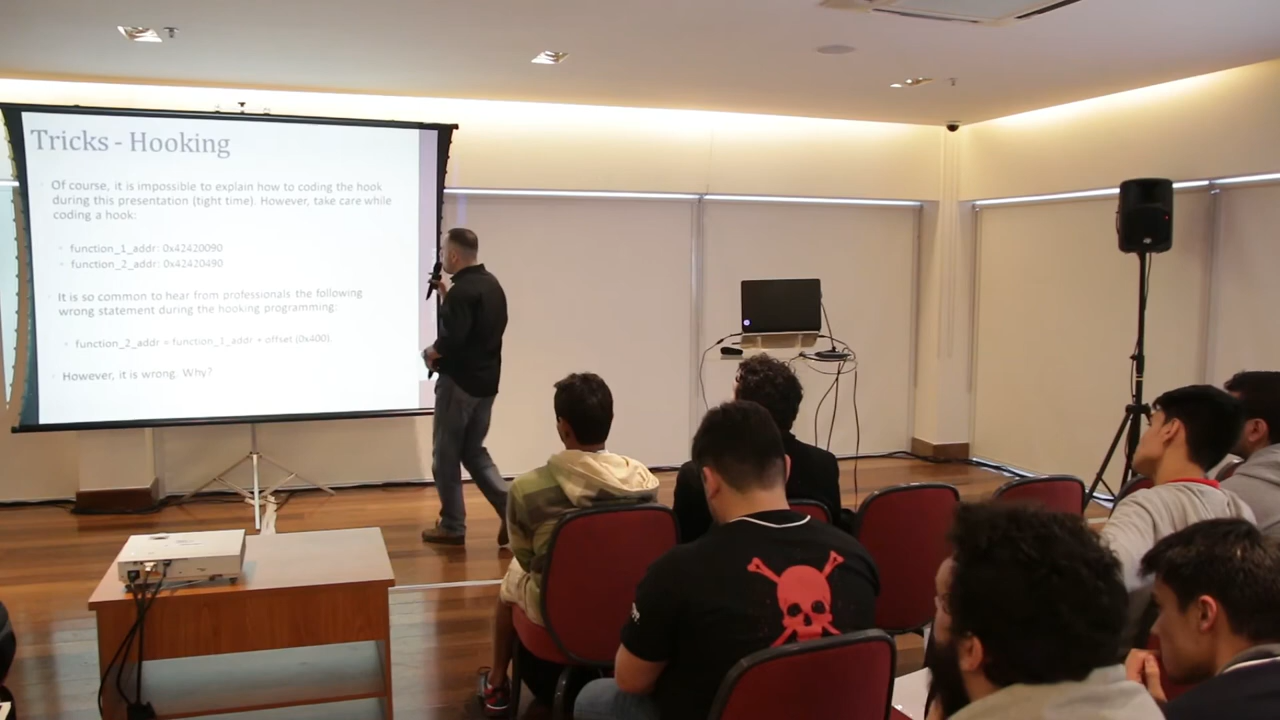 Tricks - Hooking
Of course, it is impossible to explain how to coding the hook
during this presentation (tight time). However, take care while
coding a hook:
function_1_addr: 0x42420090
function_2_addr: 0x42420490
It is so common to hear from professionals the following
wrong statement during the hooking programming:
function_2_addr = function_1_addr + offset (0x400).
However, it is wrong. Why?